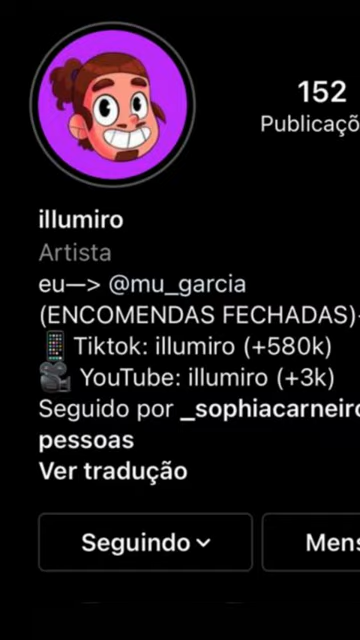 152
Publicaçõ
illumiro
Artista
eu—> @mu_garcia
(ENCOMENDAS FECHADAS)
📱 Tiktok: illumiro (+580k)
🎥 YouTube: illumiro (+3k)
Seguido por _sophiacarneiro
pessoas
Ver tradução
Seguindo
Mens